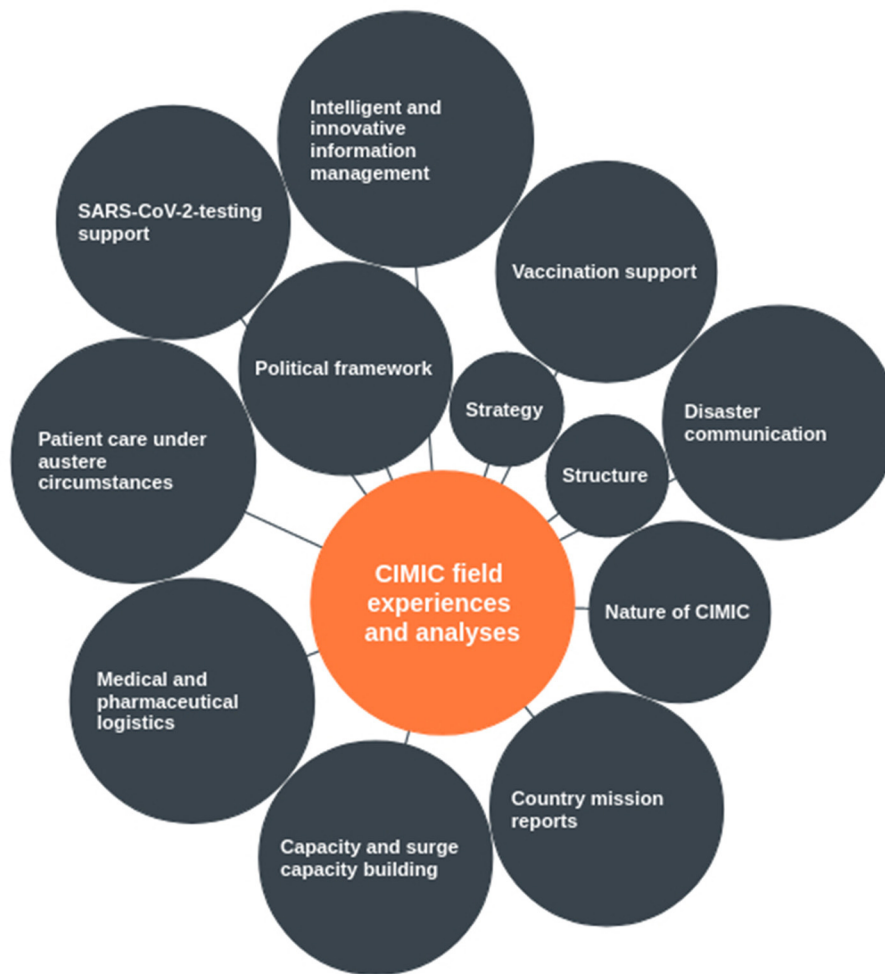 Intelligent and
innovative
information
management
SARS-CoV-2-testing
support
Vaccination support
Political framework
Strategy
Disaster
communication
Patient care under
austere
circumstances
Structure
CIMIC field
experiences
and analyses
Nature of CIMIC
Medical and
pharmaceutical
logistics
Country mission
reports
Capacity and surge
capacity building